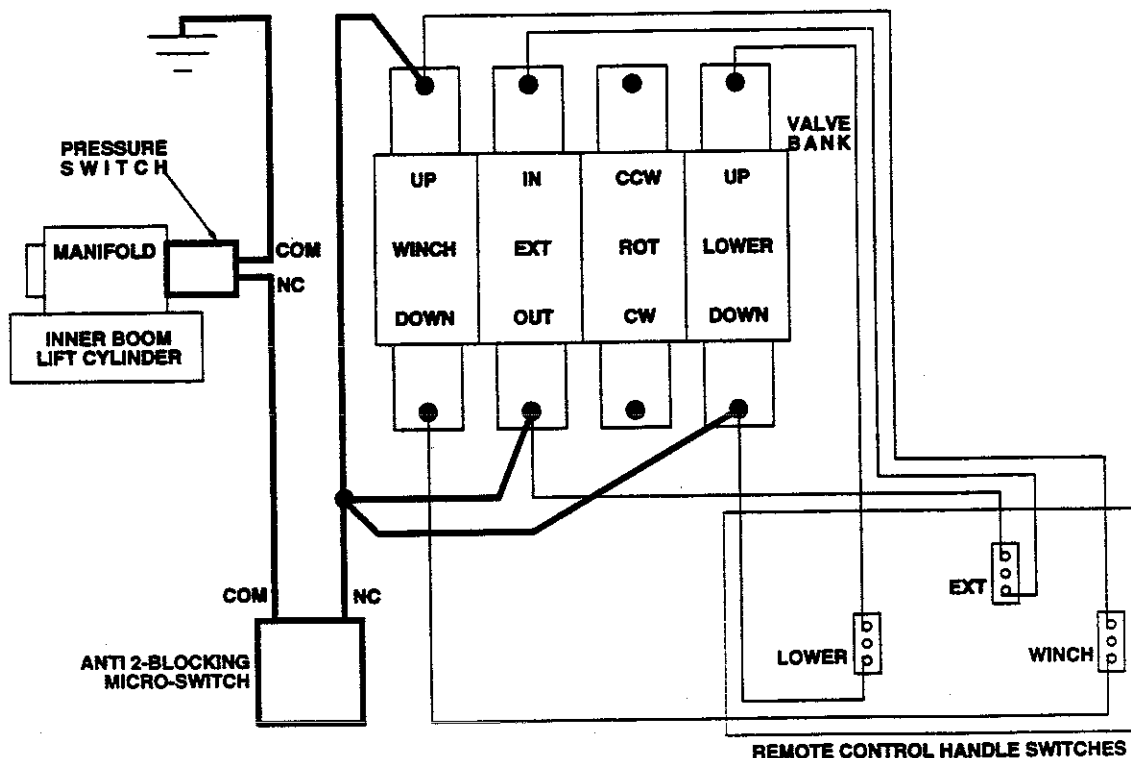 PRESSURE
SWITCH
VALVE
BANK
UP
IN
CCW
UP
MANIFOLD
COM
NC
WINCH
EXT
ROT
LOWER
DOWN
OUT
CW
DOWN
INNER BOOM
LIFT CYLINDER
COM
NC
EXT
ANTI 2-BLOCKING
MICRO-SWITCH
LOWER
WINCH
REMOTE CONTROL HANDLE SWITCHES